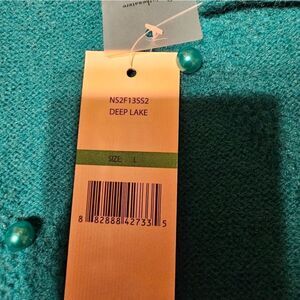 NS2F13SS2
DEEP LAKE
SIZE: L
8 82888 42733 5